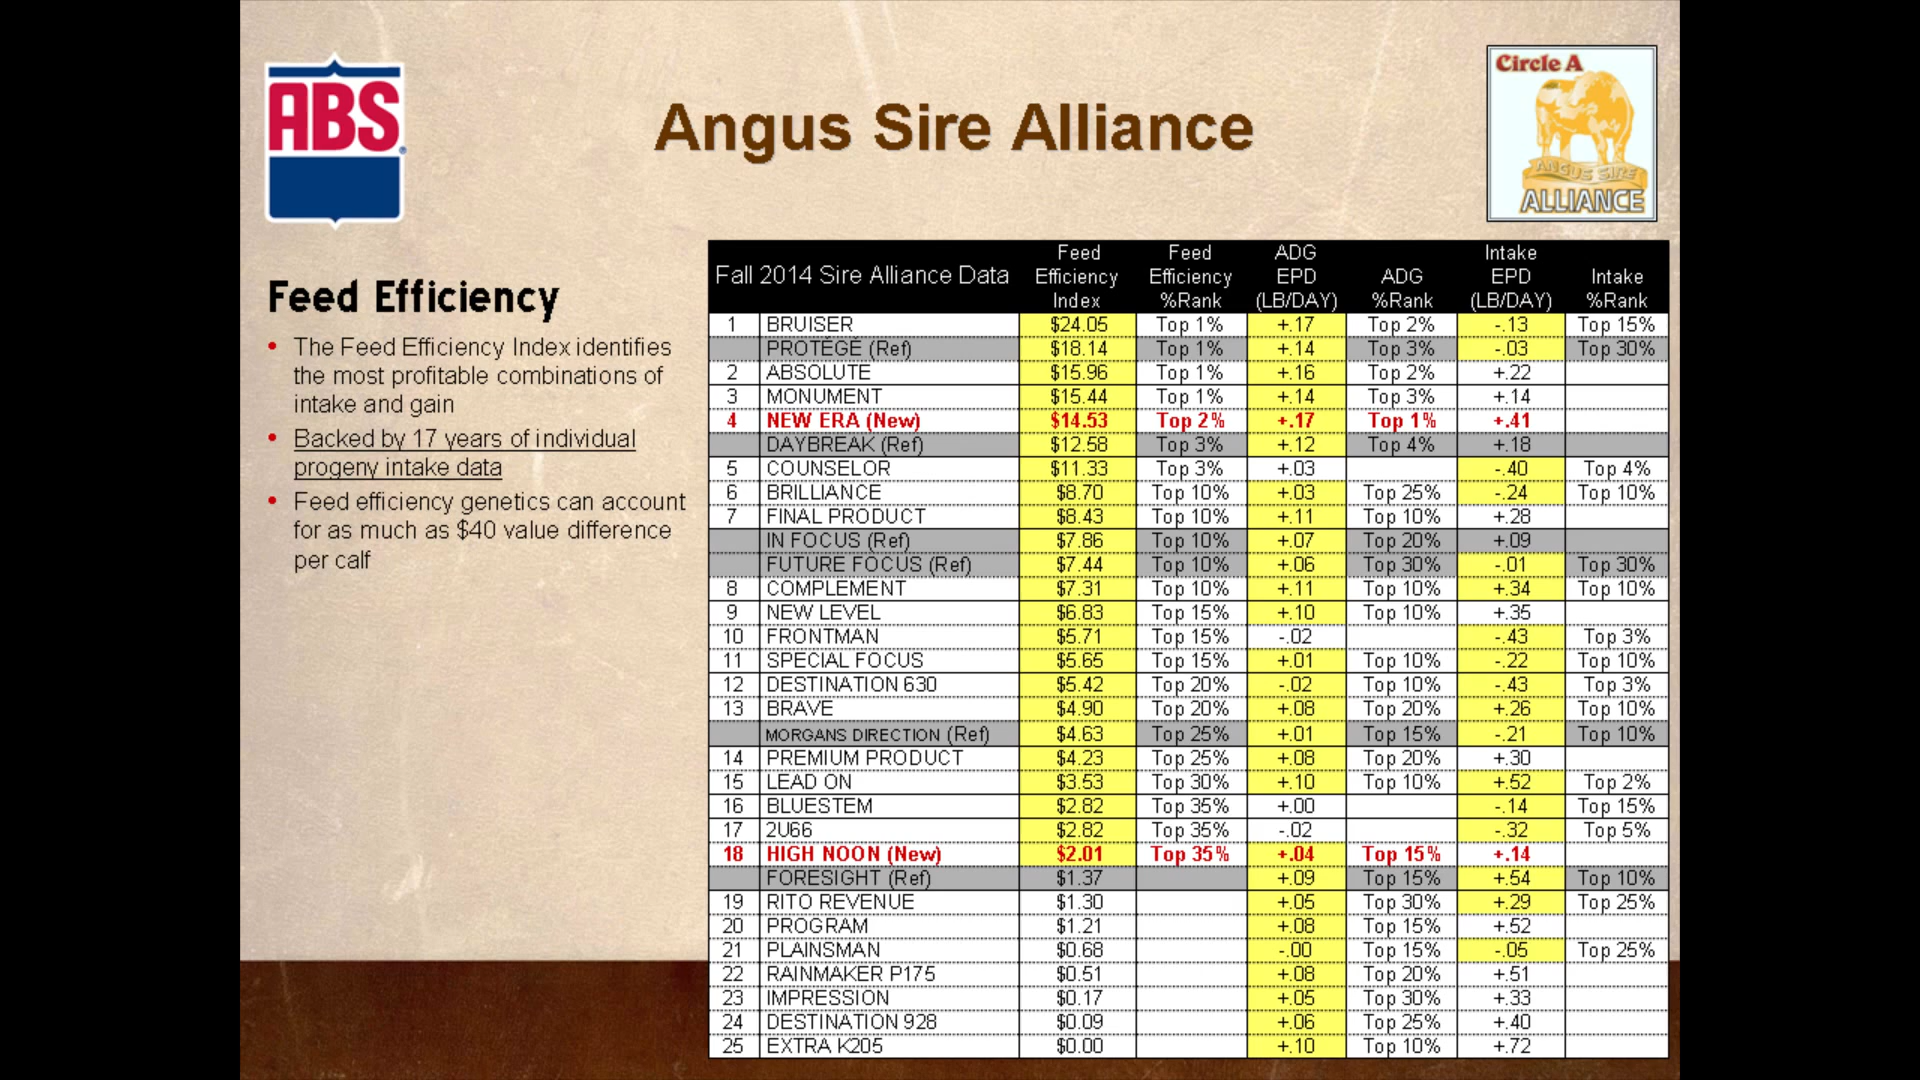 ABS
Angus Sire Alliance
Circle A
ANGUS SIRE
ALLIANCE
Feed Efficiency
• The Feed Efficiency Index identifies
the most profitable combinations of
intake and gain
• Backed by 17 years of individual
progeny intake data
• Feed efficiency genetics can account
for as much as $40 value difference
per calf
Fall 2014 Sire Alliance Data Feed Efficiency Index Feed Efficiency %Rank ADG EPD (LB/DAY) ADG %Rank Intake EPD (LB/DAY) Intake %Rank
1 BRUISER $24.05 Top 1% +.17 Top 2% -.13 Top 15%
PROTÉGÉ (Ref) $18.14 Top 1% +.14 Top 3% -.03 Top 30%
2 ABSOLUTE $15.96 Top 1% +.16 Top 2% +.22
3 MONUMENT $15.44 Top 1% +.14 Top 3% +.14
4 NEW ERA (New) $14.53 Top 2% +.17 Top 1% +.41
DAYBREAK (Ref) $12.58 Top 3% +.12 Top 4% +.18
5 COUNSELOR $11.33 Top 3% +.03 -.40 Top 4%
6 BRILLIANCE $8.70 Top 10% +.03 Top 25% -.24 Top 10%
7 FINAL PRODUCT $8.43 Top 10% +.11 Top 10% +.28
IN FOCUS (Ref) $7.86 Top 10% +.07 Top 20% +.09
FUTURE FOCUS (Ref) $7.44 Top 10% +.06 Top 30% -.01 Top 30%
8 COMPLEMENT $7.31 Top 10% +.11 Top 10% +.34 Top 10%
9 NEW LEVEL $6.83 Top 15% +.10 Top 10% +.35
10 FRONTMAN $5.71 Top 15% -.02 -.43 Top 3%
11 SPECIAL FOCUS $5.65 Top 15% +.01 Top 10% -.22 Top 10%
12 DESTINATION 630 $5.42 Top 20% -.02 Top 10% -.43 Top 3%
13 BRAVE $4.90 Top 20% +.08 Top 20% +.26 Top 10%
MORGANS DIRECTION (Ref) $4.63 Top 25% +.01 Top 15% -.21 Top 10%
14 PREMIUM PRODUCT $4.23 Top 25% +.08 Top 20% +.30
15 LEAD ON $3.53 Top 30% +.10 Top 10% +.52 Top 2%
16 BLUESTEM $2.82 Top 35% +.00 -.14 Top 15%
17 2U66 $2.82 Top 35% -.02 -.32 Top 5%
18 HIGH NOON (New) $2.01 Top 35% +.04 Top 15% +.14
FORESIGHT (Ref) $1.37 +.09 Top 15% +.54 Top 10%
19 RITO REVENUE $1.30 +.05 Top 30% +.29 Top 25%
20 PROGRAM $1.21 +.08 Top 15% +.52
21 PLAINSMAN $0.68 -.00 Top 15% -.05 Top 25%
22 RAINMAKER P175 $0.51 +.08 Top 20% +.51
23 IMPRESSION $0.17 +.05 Top 30% +.33
24 DESTINATION 928 $0.09 +.06 Top 25% +.40
25 EXTRA K205 $0.00 +.10 Top 10% +.72